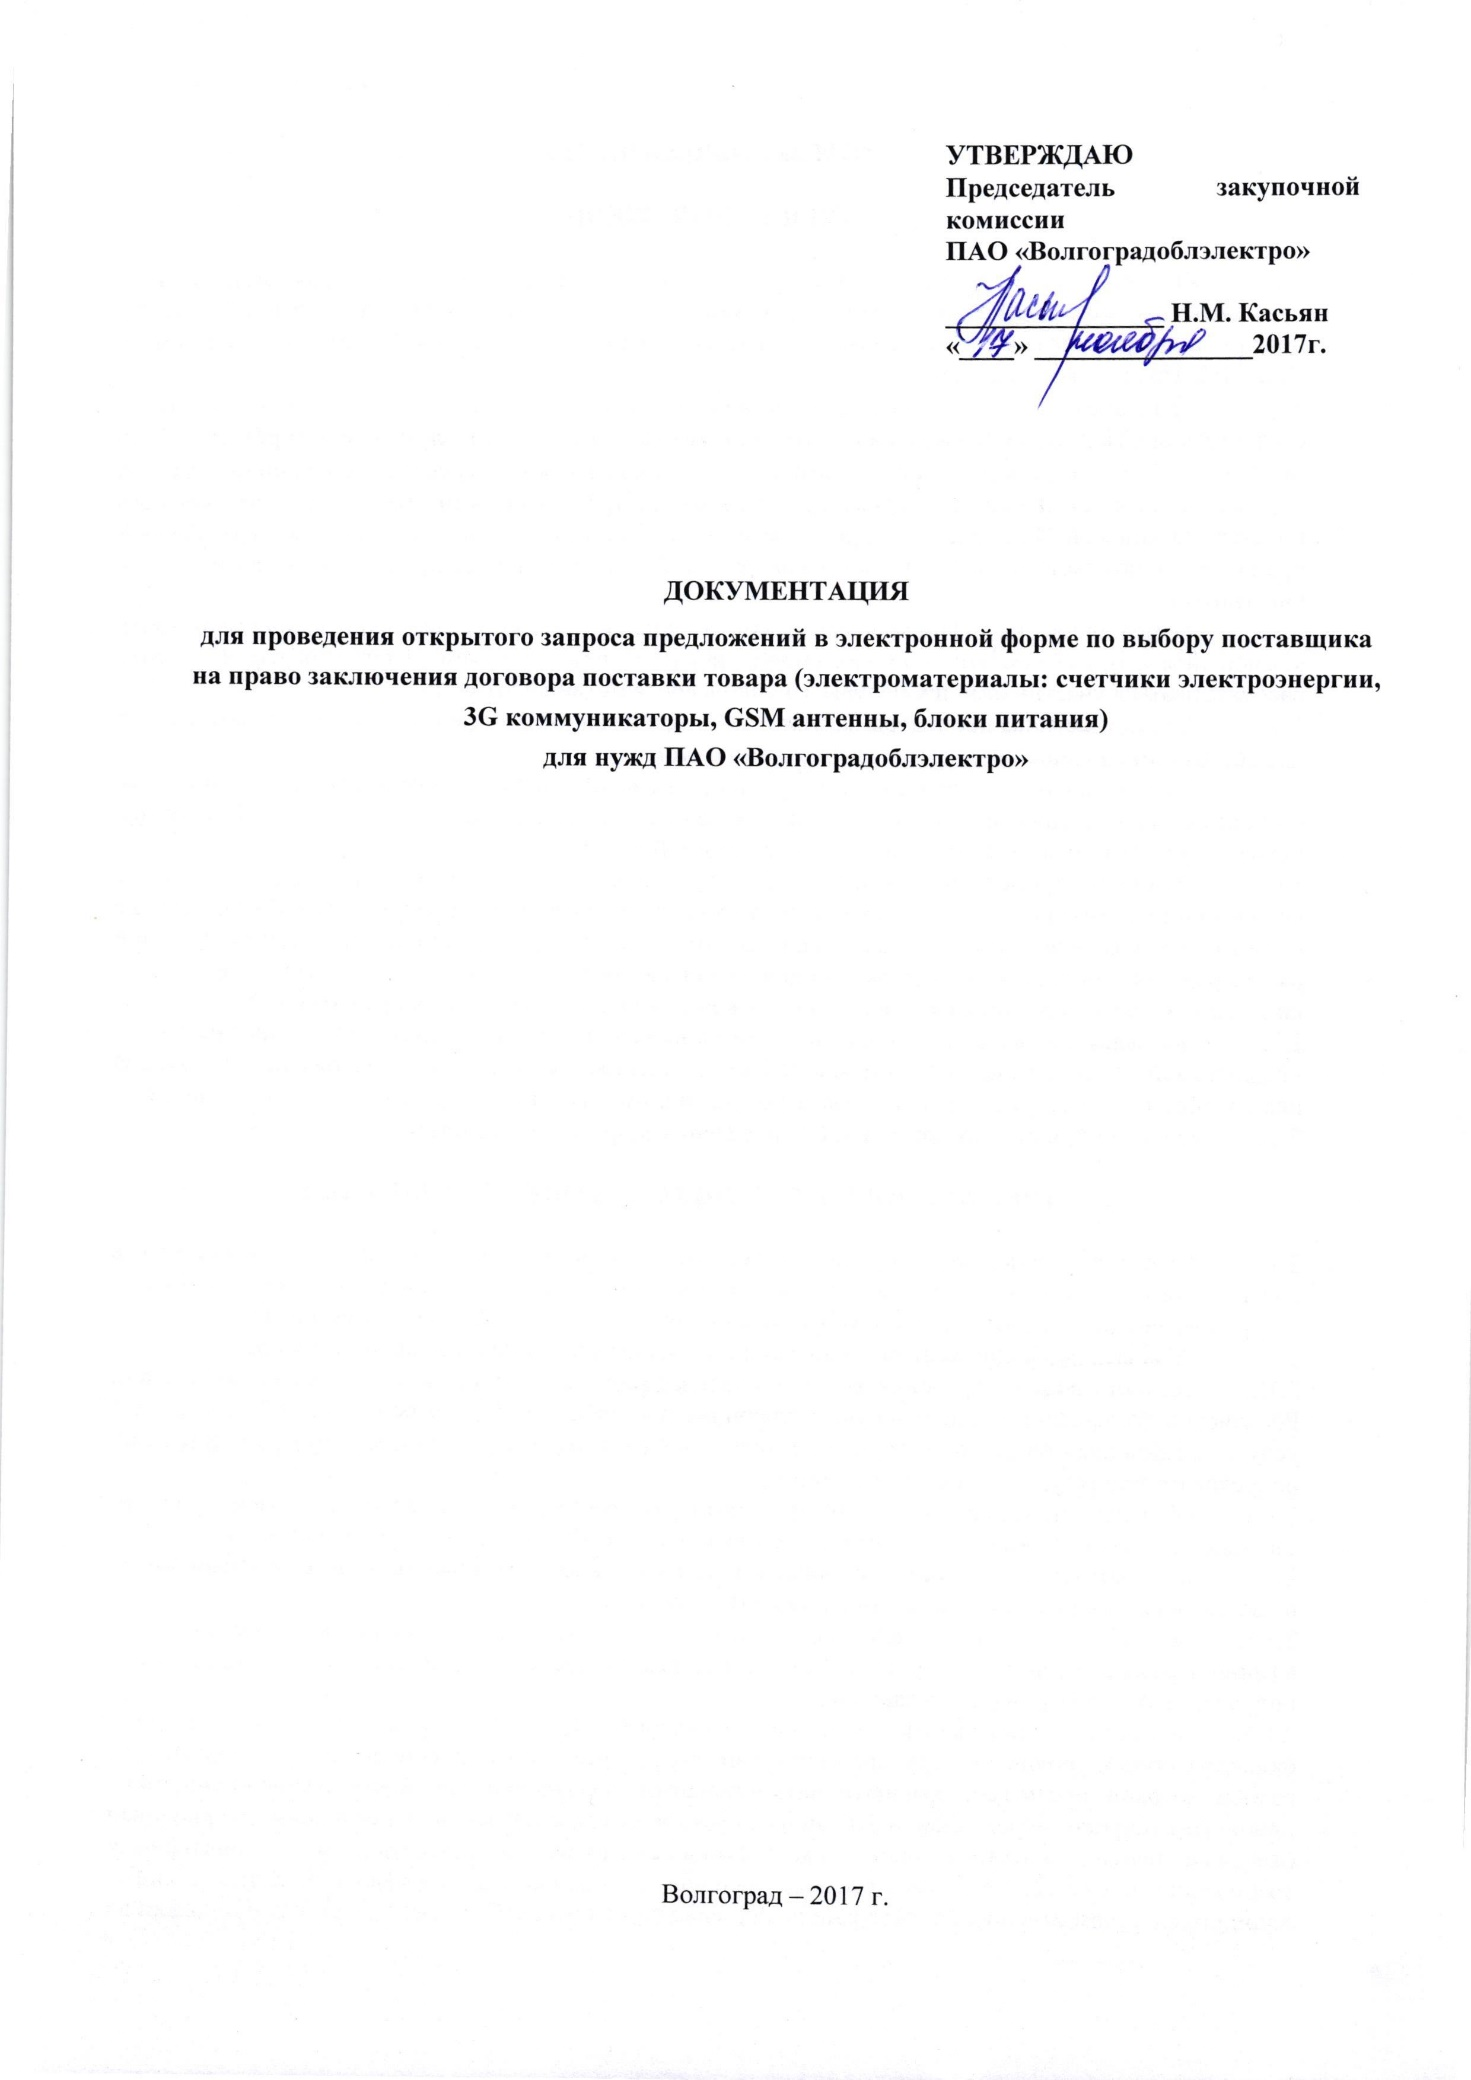 УТВЕРЖДАЮ
Председатель закупочной
комиссии
ПАО «Волгоградоблэлектро»
Н.М. Касьян
«17» ноября 2017г.
ДОКУМЕНТАЦИЯ
для проведения открытого запроса предложений в электронной форме по выбору поставщика
на право заключения договора поставки товара (электроматериалы: счетчики электроэнергии,
3G коммуникаторы, GSM антенны, блоки питания)
для нужд ПАО «Волгоградоблэлектро»
Волгоград – 2017 г.